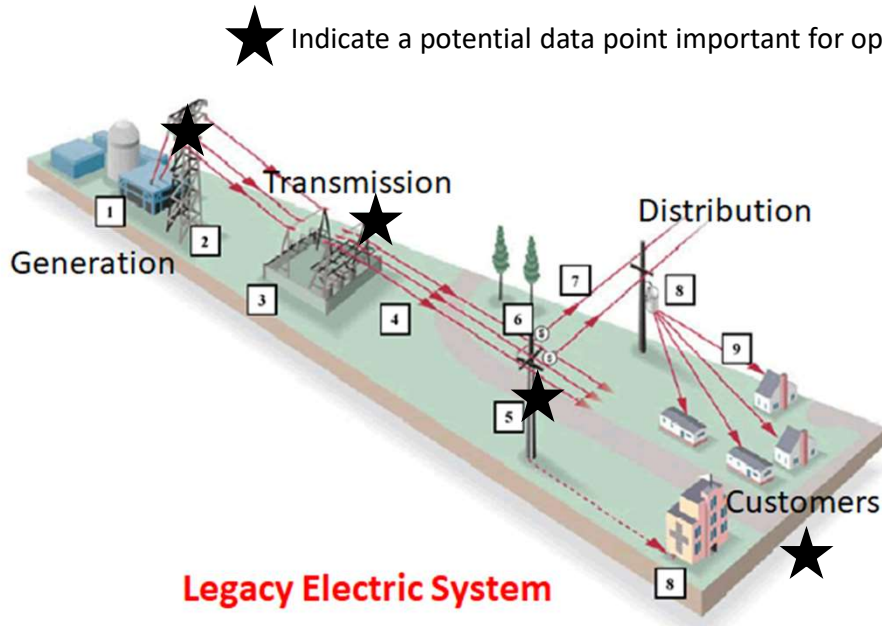 Indicate a potential data point important for op
Transmission
Distribution
1
2
Generation
3
4
7
8
6
9
5
Customers
8
Legacy Electric System